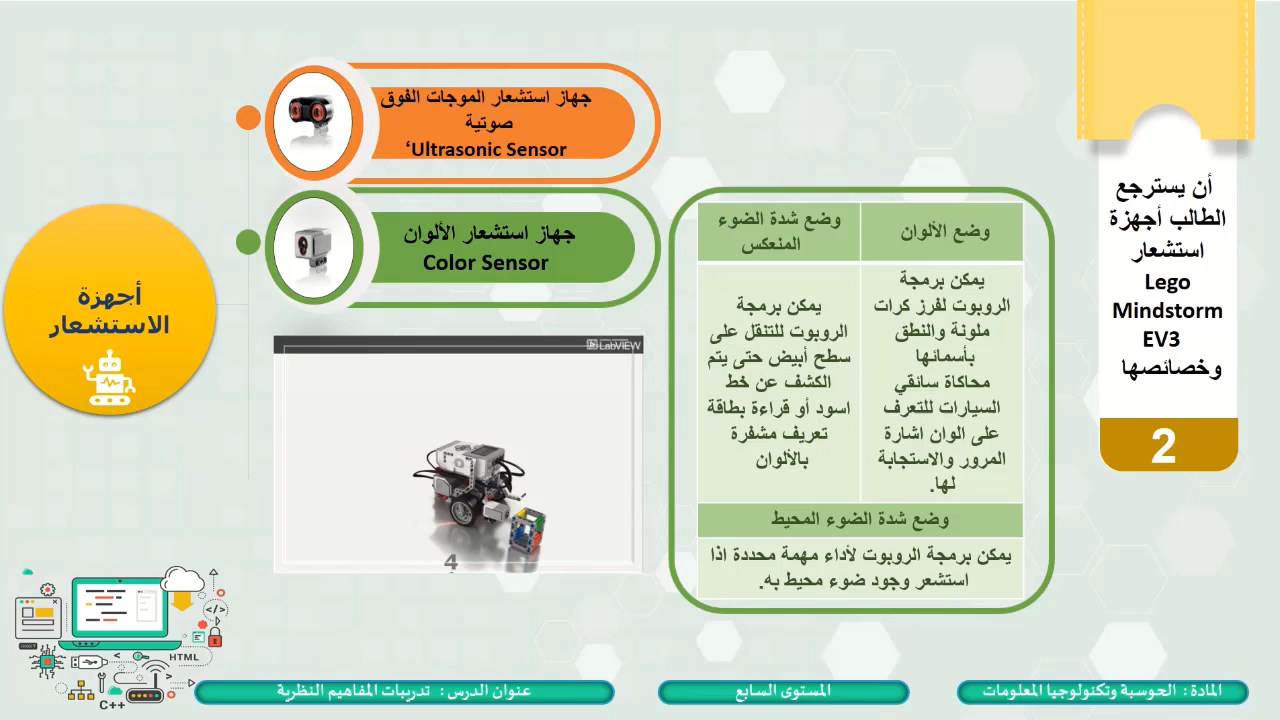 أن يسترجع
الطالب أجهزة
استشعار
Lego
Mindstorm
EV3
وخصائصها
2
جهاز استشعار الموجات الفوق
صوتية
Ultrasonic Sensor‘
جهاز استشعار الألوان
Color Sensor
أجهزة
الاستشعار
وضع الألوان
وضع شدة الضوء
المنعكس
يمكن برمجة
الروبوت لفرز كرات
ملونة والنطق
بأسمائها
محاكاة سائقي
السيارات للتعرف
على الوان اشارة
المرور والاستجابة
لها.
يمكن برمجة
الروبوت للتنقل على
سطح أبيض حتى يتم
الكشف عن خط
اسود أو قراءة بطاقة
تعريف مشفرة
بالألوان
وضع شدة الضوء المحيط
يمكن برمجة الروبوت لأداء مهمة محددة اذا
استشعر وجود ضوء محيط به.
LabVIEW
4
</>
HTML
C++
المادة : الحوسبة وتكنولوجيا المعلومات
المستوى السابع
عنوان الدرس : تدريبات المفاهيم النظرية